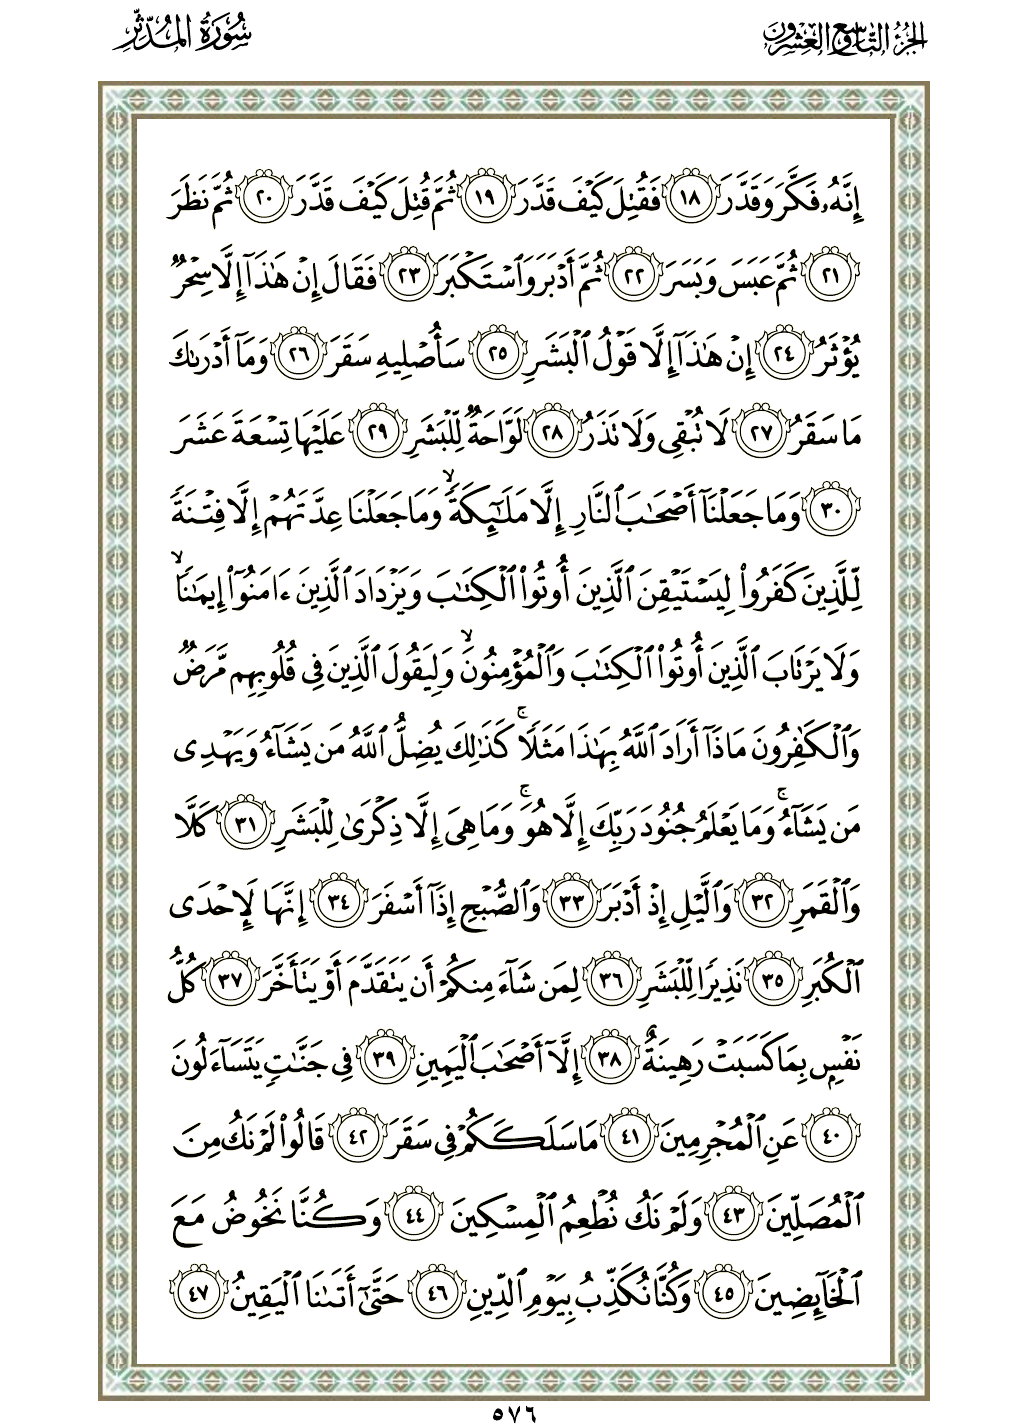 الجزء التاسع والعشرون
سورة المدثر
إِنَّهُۥ فَكَّرَ وَقَدَّرَ ١٨ فَقُتِلَ كَيْفَ قَدَّرَ ١٩ ثُمَّ قُتِلَ كَيْفَ قَدَّرَ ٢٠ ثُمَّ نَظَرَ
٢١ ثُمَّ عَبَسَ وَبَسَرَ ٢٢ ثُمَّ أَدْبَرَ وَٱسْتَكْبَرَ ٢٣ فَقَالَ إِنْ هَٰذَآ إِلَّا سِحْرٌ
يُؤْثَرُ ٢٤ إِنْ هَٰذَآ إِلَّا قَوْلُ ٱلْبَشَرِ ٢٥ سَأُصْلِيهِ سَقَرَ ٢٦ وَمَآ أَدْرَىٰكَ
مَا سَقَرُ ٢٧ لَا تُبْقِى وَلَا تَذَرُ ٢٨ لَوَّاحَةٌ لِّلْبَشَرِ ٢٩ عَلَيْهَا تِسْعَةَ عَشَرَ
٣٠ وَمَا جَعَلْنَآ أَصْحَٰبَ ٱلنَّارِ إِلَّا مَلَٰٓئِكَةً ۙ وَمَا جَعَلْنَا عِدَّتَهُمْ إِلَّا فِتْنَةً
لِّلَّذِينَ كَفَرُوا۟ لِيَسْتَيْقِنَ ٱلَّذِينَ أُوتُوا۟ ٱلْكِتَٰبَ وَيَزْدَادَ ٱلَّذِينَ ءَامَنُوٓا۟ إِيمَٰنًا ۙ
وَلَا يَرْتَابَ ٱلَّذِينَ أُوتُوا۟ ٱلْكِتَٰبَ وَٱلْمُؤْمِنُونَ ۙ وَلِيَقُولَ ٱلَّذِينَ فِى قُلُوبِهِم مَّرَضٌ
وَٱلْكَٰفِرُونَ مَاذَآ أَرَادَ ٱللَّهُ بِهَٰذَا مَثَلًا ۚ كَذَٰلِكَ يُضِلُّ ٱللَّهُ مَن يَشَآءُ وَيَهْدِى
مَن يَشَآءُ ۚ وَمَا يَعْلَمُ جُنُودَ رَبِّكَ إِلَّا هُوَ ۚ وَمَا هِىَ إِلَّا ذِكْرَىٰ لِلْبَشَرِ ٣١ كَلَّا
وَٱلْقَمَرِ ٣٢ وَٱلَّيْلِ إِذْ أَدْبَرَ ٣٣ وَٱلصُّبْحِ إِذَآ أَسْفَرَ ٣٤ إِنَّهَا لَإِحْدَى
ٱلْكُبَرِ ٣٥ نَذِيرًا لِّلْبَشَرِ ٣٦ لِمَن شَآءَ مِنكُمْ أَن يَتَقَدَّمَ أَوْ يَتَأَخَّرَ ٣٧ كُلُّ
نَفْسٍۭ بِمَا كَسَبَتْ رَهِينَةٌ ٣٨ إِلَّآ أَصْحَٰبَ ٱلْيَمِينِ ٣٩ فِى جَنَّٰتٍ يَتَسَآءَلُونَ
٤٠ عَنِ ٱلْمُجْرِمِينَ ٤١ مَا سَلَكَكُمْ فِى سَقَرَ ٤٢ قَالُوا۟ لَمْ نَكُ مِنَ
ٱلْمُصَلِّينَ ٤٣ وَلَمْ نَكُ نُطْعِمُ ٱلْمِسْكِينَ ٤٤ وَكُنَّا نَخُوضُ مَعَ
ٱلْخَآئِضِينَ ٤٥ وَكُنَّا نُكَذِّبُ بِيَوْمِ ٱلدِّينِ ٤٦ حَتَّىٰٓ أَتَىٰنَا ٱلْيَقِينُ ٤٧
٥٧٦